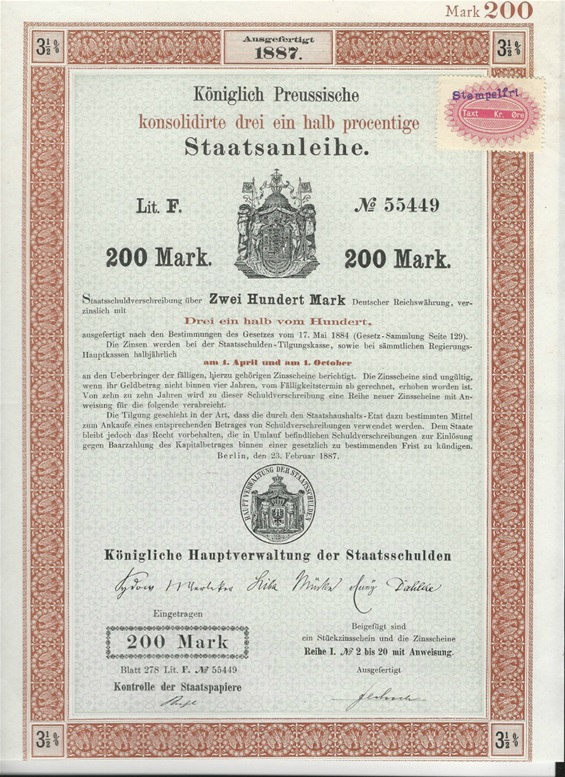 Mark 200
3½% Ausgefertigt 3½%
1887.
Stempelfri
Taxt Kr. Øre
Königlich Preussische
konsolidirte drei ein halb procentige
Staatsanleihe.
Lit. F. № 55449
200 Mark. 200 Mark.
Staatsschuldverschreibung über Zwei Hundert Mark Deutscher Reichswährung, ver-
zinslich mit
Drei ein halb vom Hundert,
ausgefertigt nach den Bestimmungen des Gesetzes vom 17. Mai 1884 (Gesetz-Sammlung Seite 129).
Die Zinsen werden bei der Staatsschulden-Tilgungskasse, sowie bei sämmtlichen Regierungs-
Hauptkassen halbjährlich
am 1. April und am 1. October
an den Ueberbringer der fälligen, hierzu gehörigen Zinsscheine berichtigt. Die Zinsscheine sind ungültig,
wenn ihr Geldbetrag nicht binnen vier Jahren, vom Fälligkeitstermin ab gerechnet, erhoben worden ist.
Von zehn zu zehn Jahren wird zu dieser Schuldverschreibung eine Reihe neuer Zinsscheine mit An-
weisung für die folgende verabreicht.
Die Tilgung geschieht in der Art, dass die durch den Staatshaushalts-Etat dazu bestimmten Mittel
zum Ankaufe eines entsprechenden Betrages von Schuldverschreibungen verwendet werden. Dem Staate
bleibt jedoch das Recht vorbehalten, die in Umlauf befindlichen Schuldverschreibungen zur Einlösung
gegen Baarzahlung des Kapitalbetrages binnen einer gesetzlich zu bestimmenden Frist zu kündigen.
Berlin, den 23. Februar 1887.
HAUPTVERWALTUNG DER STAATSSCHULDEN
Königliche Hauptverwaltung der Staatsschulden
Sydow Merleker
Eingetragen
200 Mark
Blatt 278 Lit. F. № 55449
Kontrolle der Staatspapiere
Beigefügt sind
ein Stückzinsschein und die Zinsscheine
Reihe I. № 2 bis 20 mit Anweisung.
Ausgefertigt
3½% 3½%